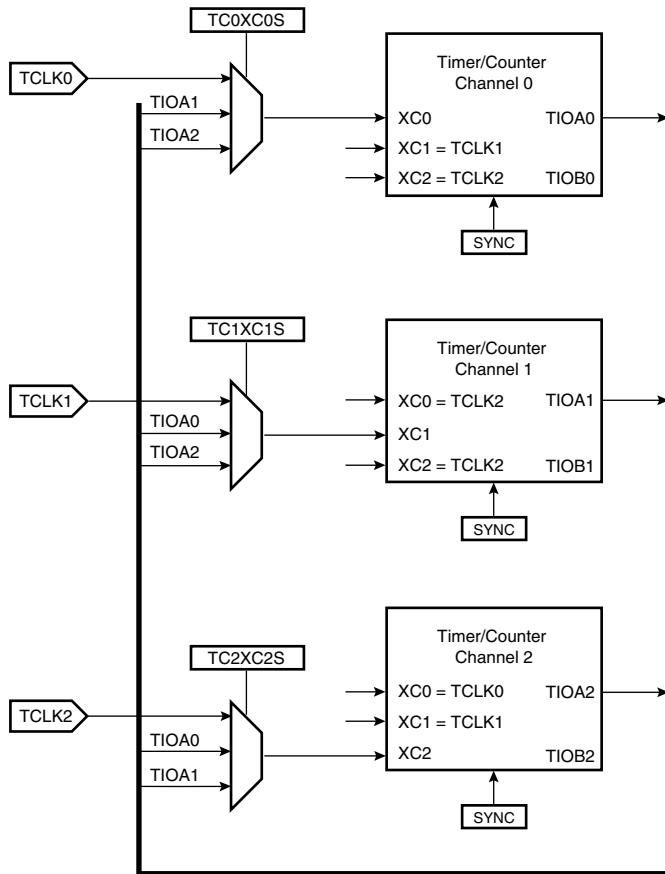 TC0XC0S
TCLK0
TIOA1
TIOA2
Timer/Counter
Channel 0
XC0
TIOA0
XC1 = TCLK1
XC2 = TCLK2
TIOB0
SYNC
TC1XC1S
TCLK1
TIOA0
TIOA2
Timer/Counter
Channel 1
XC0 = TCLK2
TIOA1
XC1
XC2 = TCLK2
TIOB1
SYNC
TC2XC2S
TCLK2
TIOA0
TIOA1
Timer/Counter
Channel 2
XC0 = TCLK0
TIOA2
XC1 = TCLK1
XC2
TIOB2
SYNC